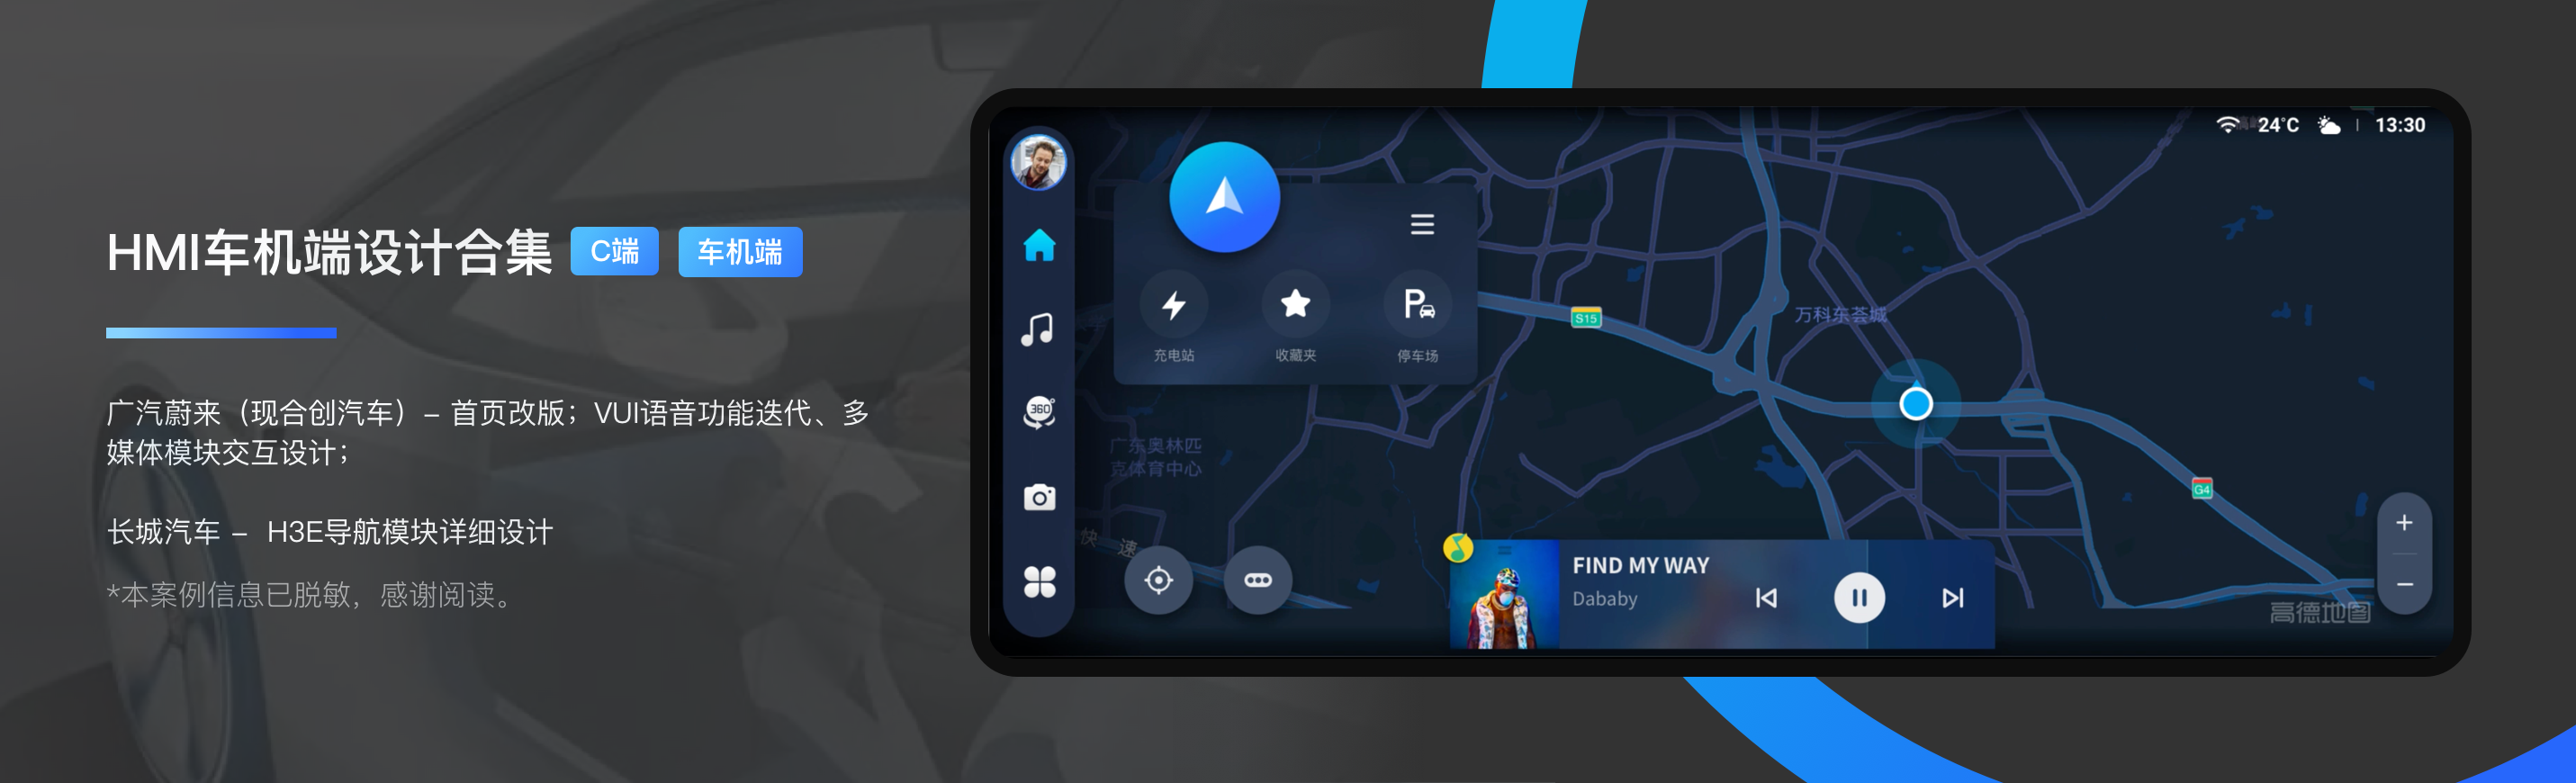 HMI车机端设计合集
C端
车机端
广汽蔚来（现合创汽车）– 首页改版；VUI语音功能迭代、多
媒体模块交互设计；
长城汽车 –  H3E导航模块详细设计
*本案例信息已脱敏，感谢阅读。
24°C
13:30
360°
充电站
收藏夹
停车场
S15
万科东荟城
广东奥林匹
克体育中心
G4
快 速
FIND MY WAY
Dababy
高德地图